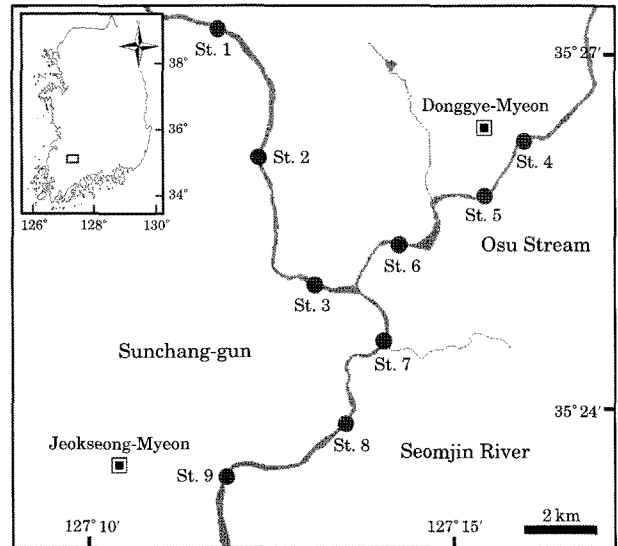 St. 1
35° 27′
38°
Donggye-Myeon
36°
St. 4
St. 2
34°
St. 5
126°
128°
130°
Osu Stream
St. 6
St. 3
Sunchang-gun
St. 7
35° 24′
Jeokseong-Myeon
St. 8
Seomjin River
St. 9
127° 10′
127° 15′
2 km